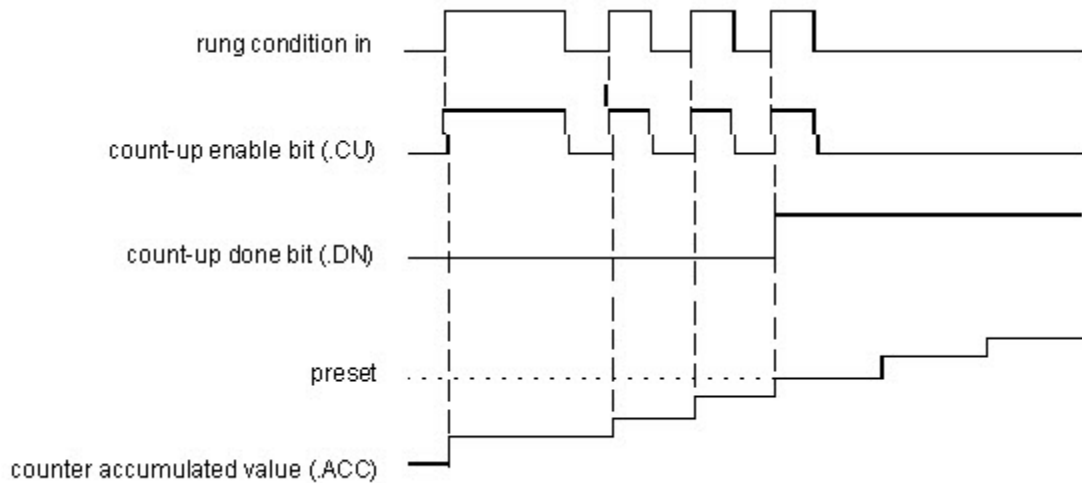 rung condition in
count-up enable bit (.CU)
count-up done bit (.DN)
preset
counter accumulated value (.ACC)